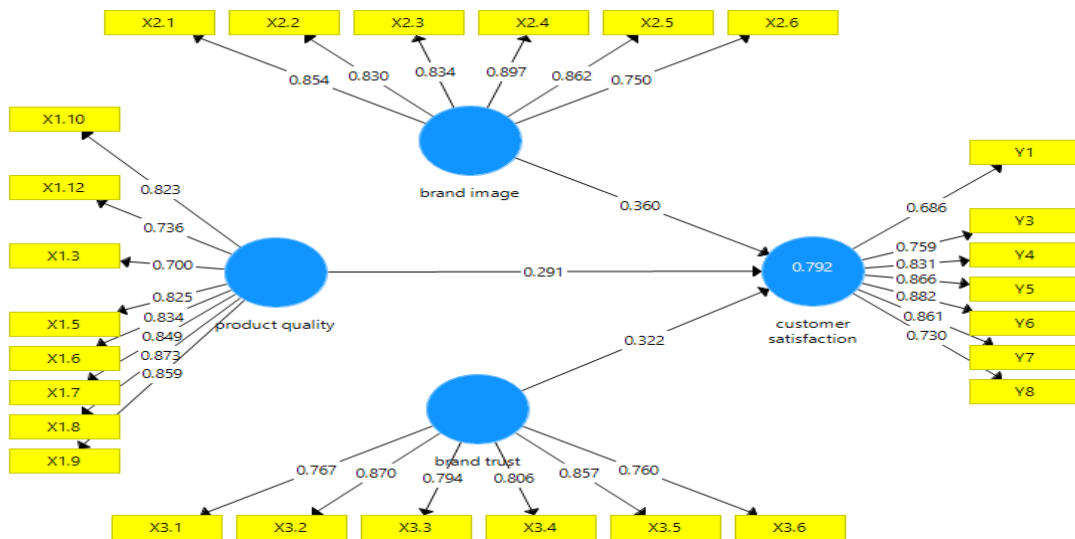 X2.1 X2.2 X2.3 X2.4 X2.5 X2.6
0.854 0.830 0.834 0.897 0.862 0.750
brand image
X1.10
X1.12
X1.3
X1.5
X1.6
X1.7
X1.8
X1.9
0.823
0.736
0.700
0.825
0.834
0.849
0.873
0.859
product quality
0.360
0.291
0.322
0.792
customer
satisfaction
0.686
0.759
0.831
0.866
0.882
0.861
0.730
Y1
Y3
Y4
Y5
Y6
Y7
Y8
brand trust
0.767 0.870 0.794 0.806 0.857 0.760
X3.1 X3.2 X3.3 X3.4 X3.5 X3.6